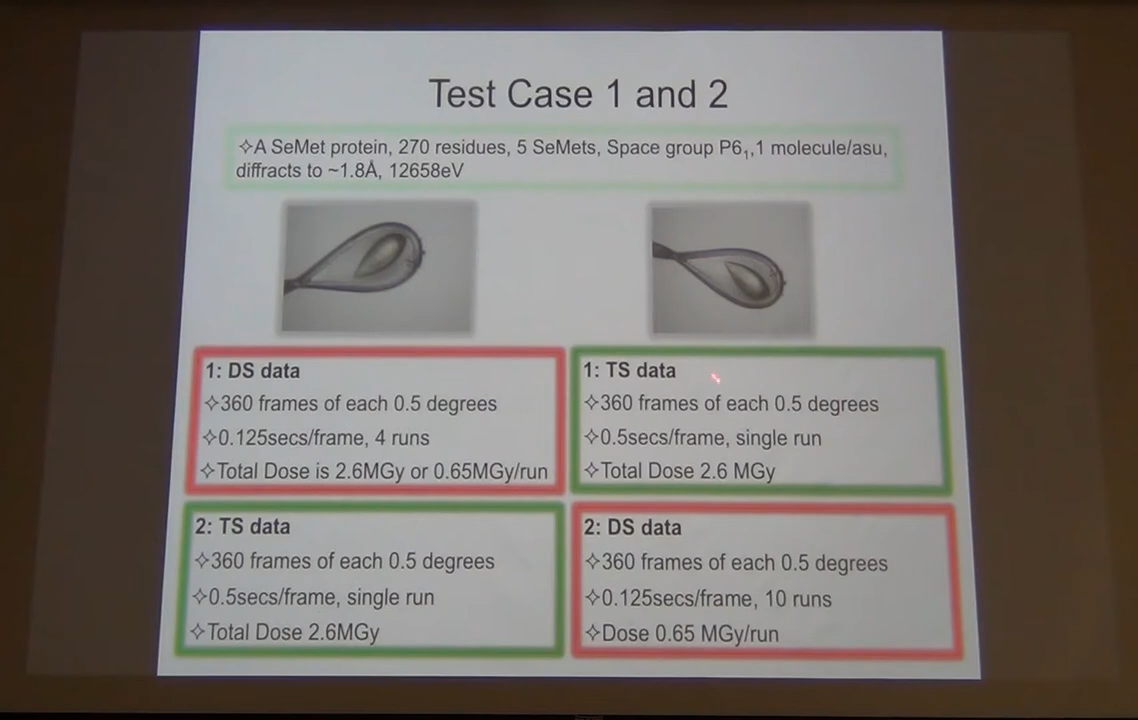 Test Case 1 and 2
✧A SeMet protein, 270 residues, 5 SeMets, Space group P6₁,1 molecule/asu,
diffracts to ~1.8Å, 12658eV
1: DS data
✧360 frames of each 0.5 degrees
✧0.125secs/frame, 4 runs
✧Total Dose is 2.6MGy or 0.65MGy/run
1: TS data
✧360 frames of each 0.5 degrees
✧0.5secs/frame, single run
✧Total Dose 2.6 MGy
2: TS data
✧360 frames of each 0.5 degrees
✧0.5secs/frame, single run
✧Total Dose 2.6MGy
2: DS data
✧360 frames of each 0.5 degrees
✧0.125secs/frame, 10 runs
✧Dose 0.65 MGy/run